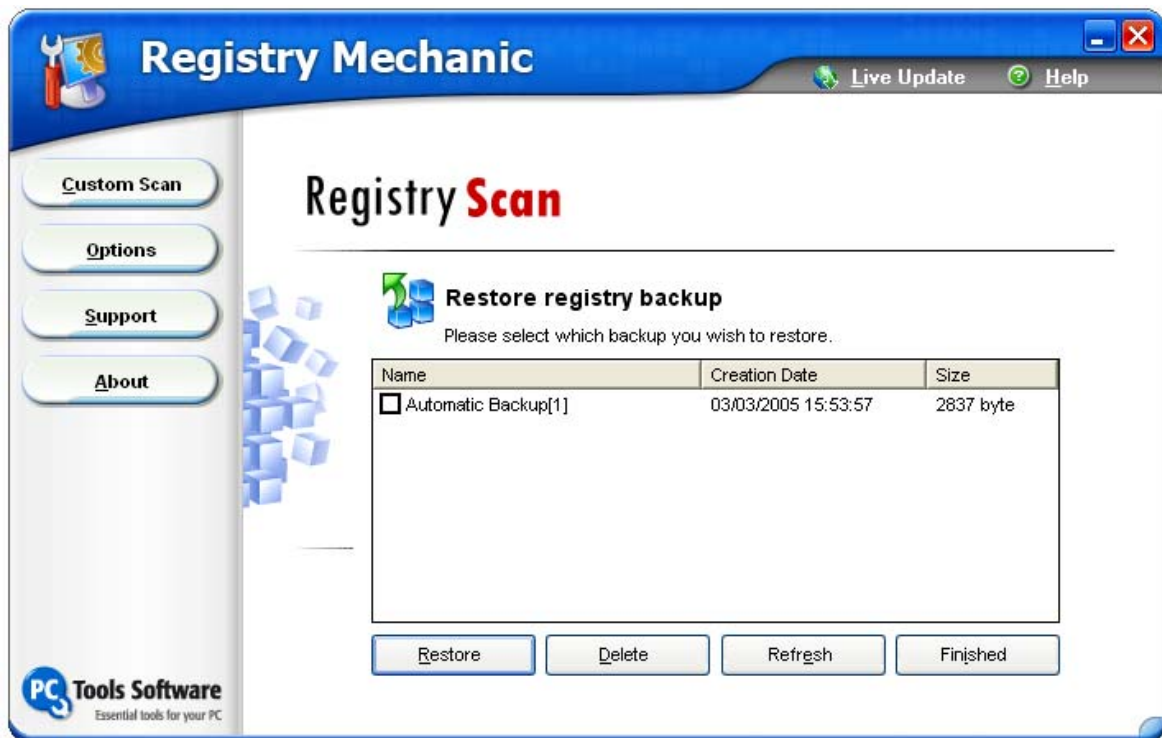 Registry Mechanic
Live Update
Help
Custom Scan
Options
Support
About
Registry Scan
Restore registry backup
Please select which backup you wish to restore.
Name Creation Date Size
Automatic Backup[1] 03/03/2005 15:53:57 2837 byte
Restore Delete Refresh Finished
PC Tools Software
Essential tools for your PC